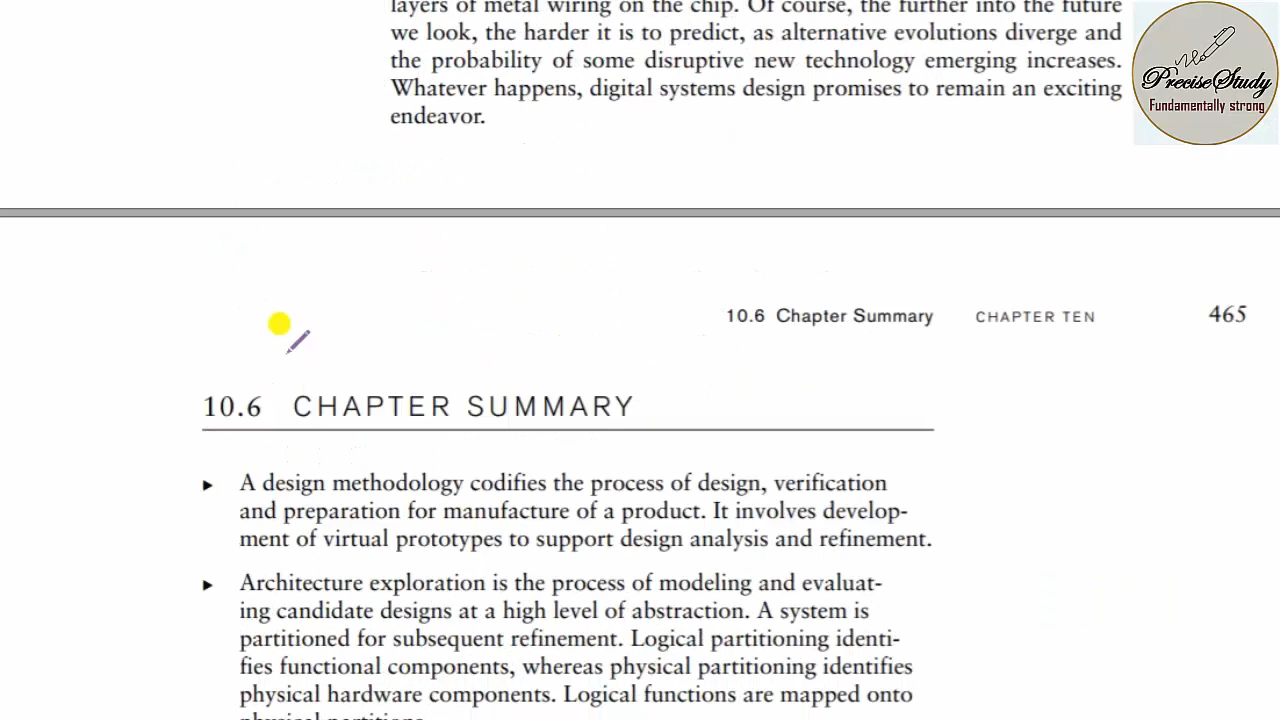 layers of metal wiring on the chip. Of course, the further into the future
we look, the harder it is to predict, as alternative evolutions diverge and
the probability of some disruptive new technology emerging increases.
Whatever happens, digital systems design promises to remain an exciting
endeavor.
PreciseStudy
Fundamentally strong
10.6 Chapter Summary CHAPTER TEN 465
10.6 CHAPTER SUMMARY
▶ A design methodology codifies the process of design, verification
and preparation for manufacture of a product. It involves develop-
ment of virtual prototypes to support design analysis and refinement.
▶ Architecture exploration is the process of modeling and evaluat-
ing candidate designs at a high level of abstraction. A system is
partitioned for subsequent refinement. Logical partitioning identi-
fies functional components, whereas physical partitioning identifies
physical hardware components. Logical functions are mapped onto
physical partitions.